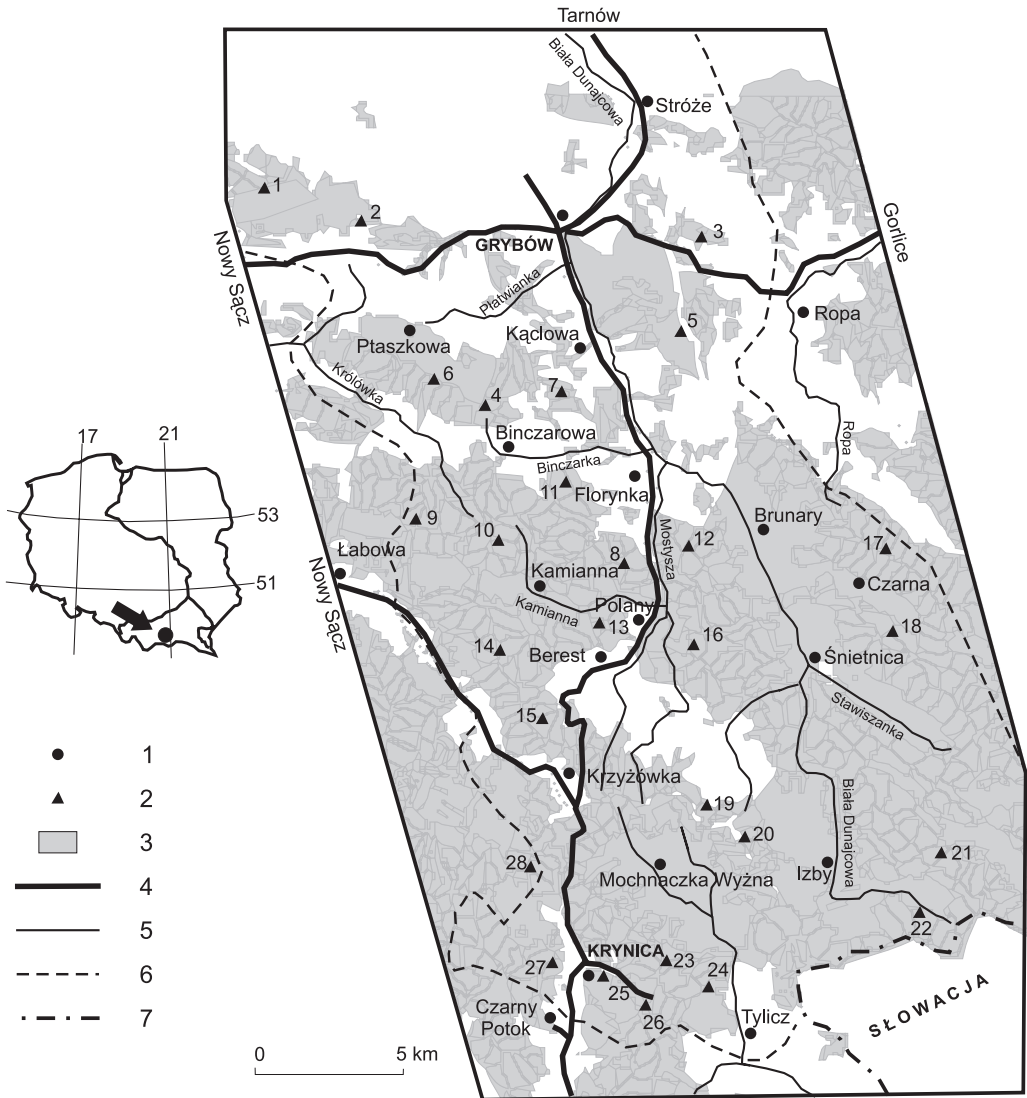 Tarnów
Biała Dunajcowa
Stróże
1
2
GRYBÓW
3
Gorlice
Nowy Sącz
Płatwianka
Ropa
Ptaszkowa
Kąclowa
5
Królówka
6
4
7
Binczarowa
Ropa
Binczarka
11
Florynka
17
21
53
51
9
10
8
Mostysza
12
Brunary
17
Łabowa
Nowy Sącz
Kamianna
Czarna
Kamianna
Polany
13
18
14
Berest
16
Śnietnica
Stawiszanka
15
Krzyżówka
19
20
Biała Dunajcowa
21
28
Mochnaczka Wyżna
Izby
22
KRYNICA
27
23
25
24
26
Czarny
Potok
Tylicz
SŁOWACJA
1
2
3
4
5
6
7
0 5 km